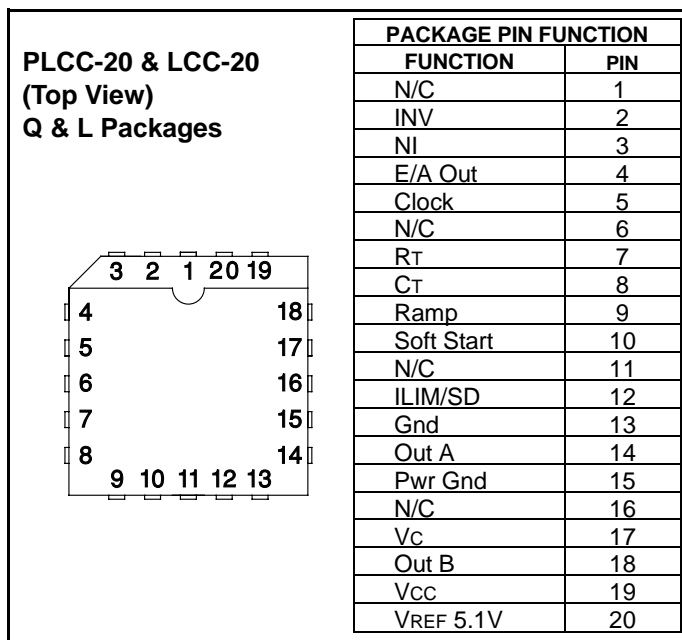 PLCC-20 & LCC-20
(Top View)
Q & L Packages
3 2 1 20 19
4 18
5 17
6 16
7 15
8 14
9 10 11 12 13
PACKAGE PIN FUNCTION
FUNCTION PIN
N/C 1
INV 2
NI 3
E/A Out 4
Clock 5
N/C 6
RT 7
CT 8
Ramp 9
Soft Start 10
N/C 11
ILIM/SD 12
Gnd 13
Out A 14
Pwr Gnd 15
N/C 16
VC 17
Out B 18
VCC 19
VREF 5.1V 20